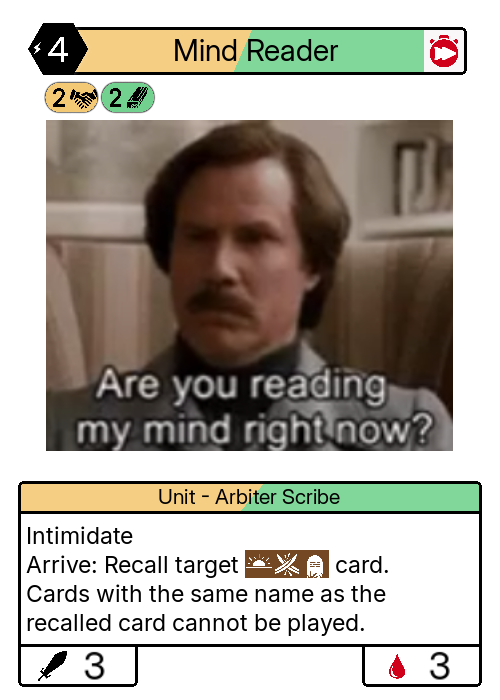 4 Mind Reader
2 2
Are you reading
my mind right now?
Unit - Arbiter Scribe
Intimidate
Arrive: Recall target card.
Cards with the same name as the
recalled card cannot be played.
3 3